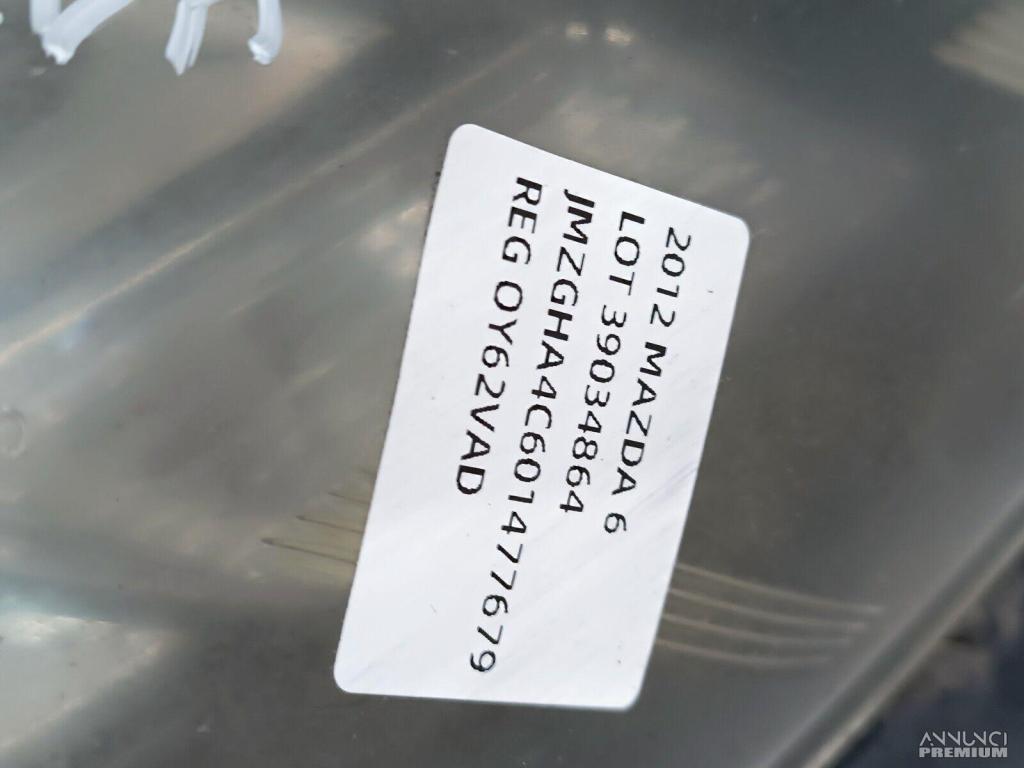 2012 MAZDA 6
LOT 39034864
JMZGHA4C601477679
REG OY62VAD
ANNUNCI
PREMIUM